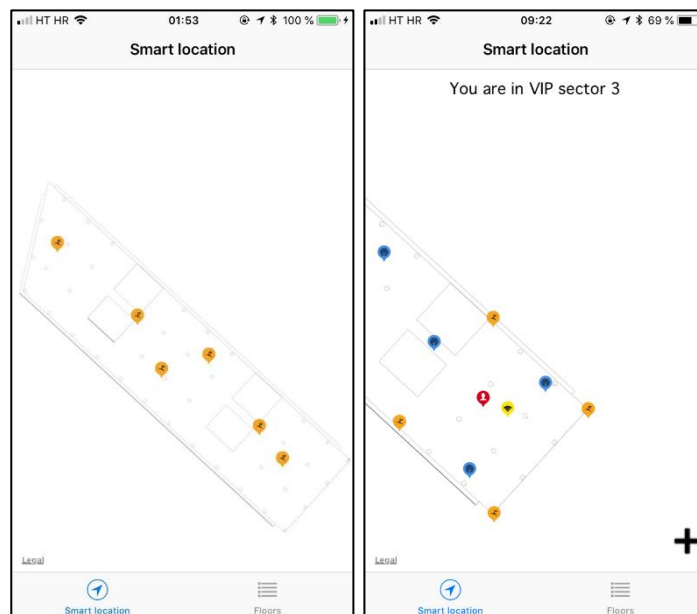 HT HR 01:53 100 %
Smart location
Legal
Smart location Floors
HT HR 09:22 69 %
Smart location
You are in VIP sector 3
Legal
Smart location Floors